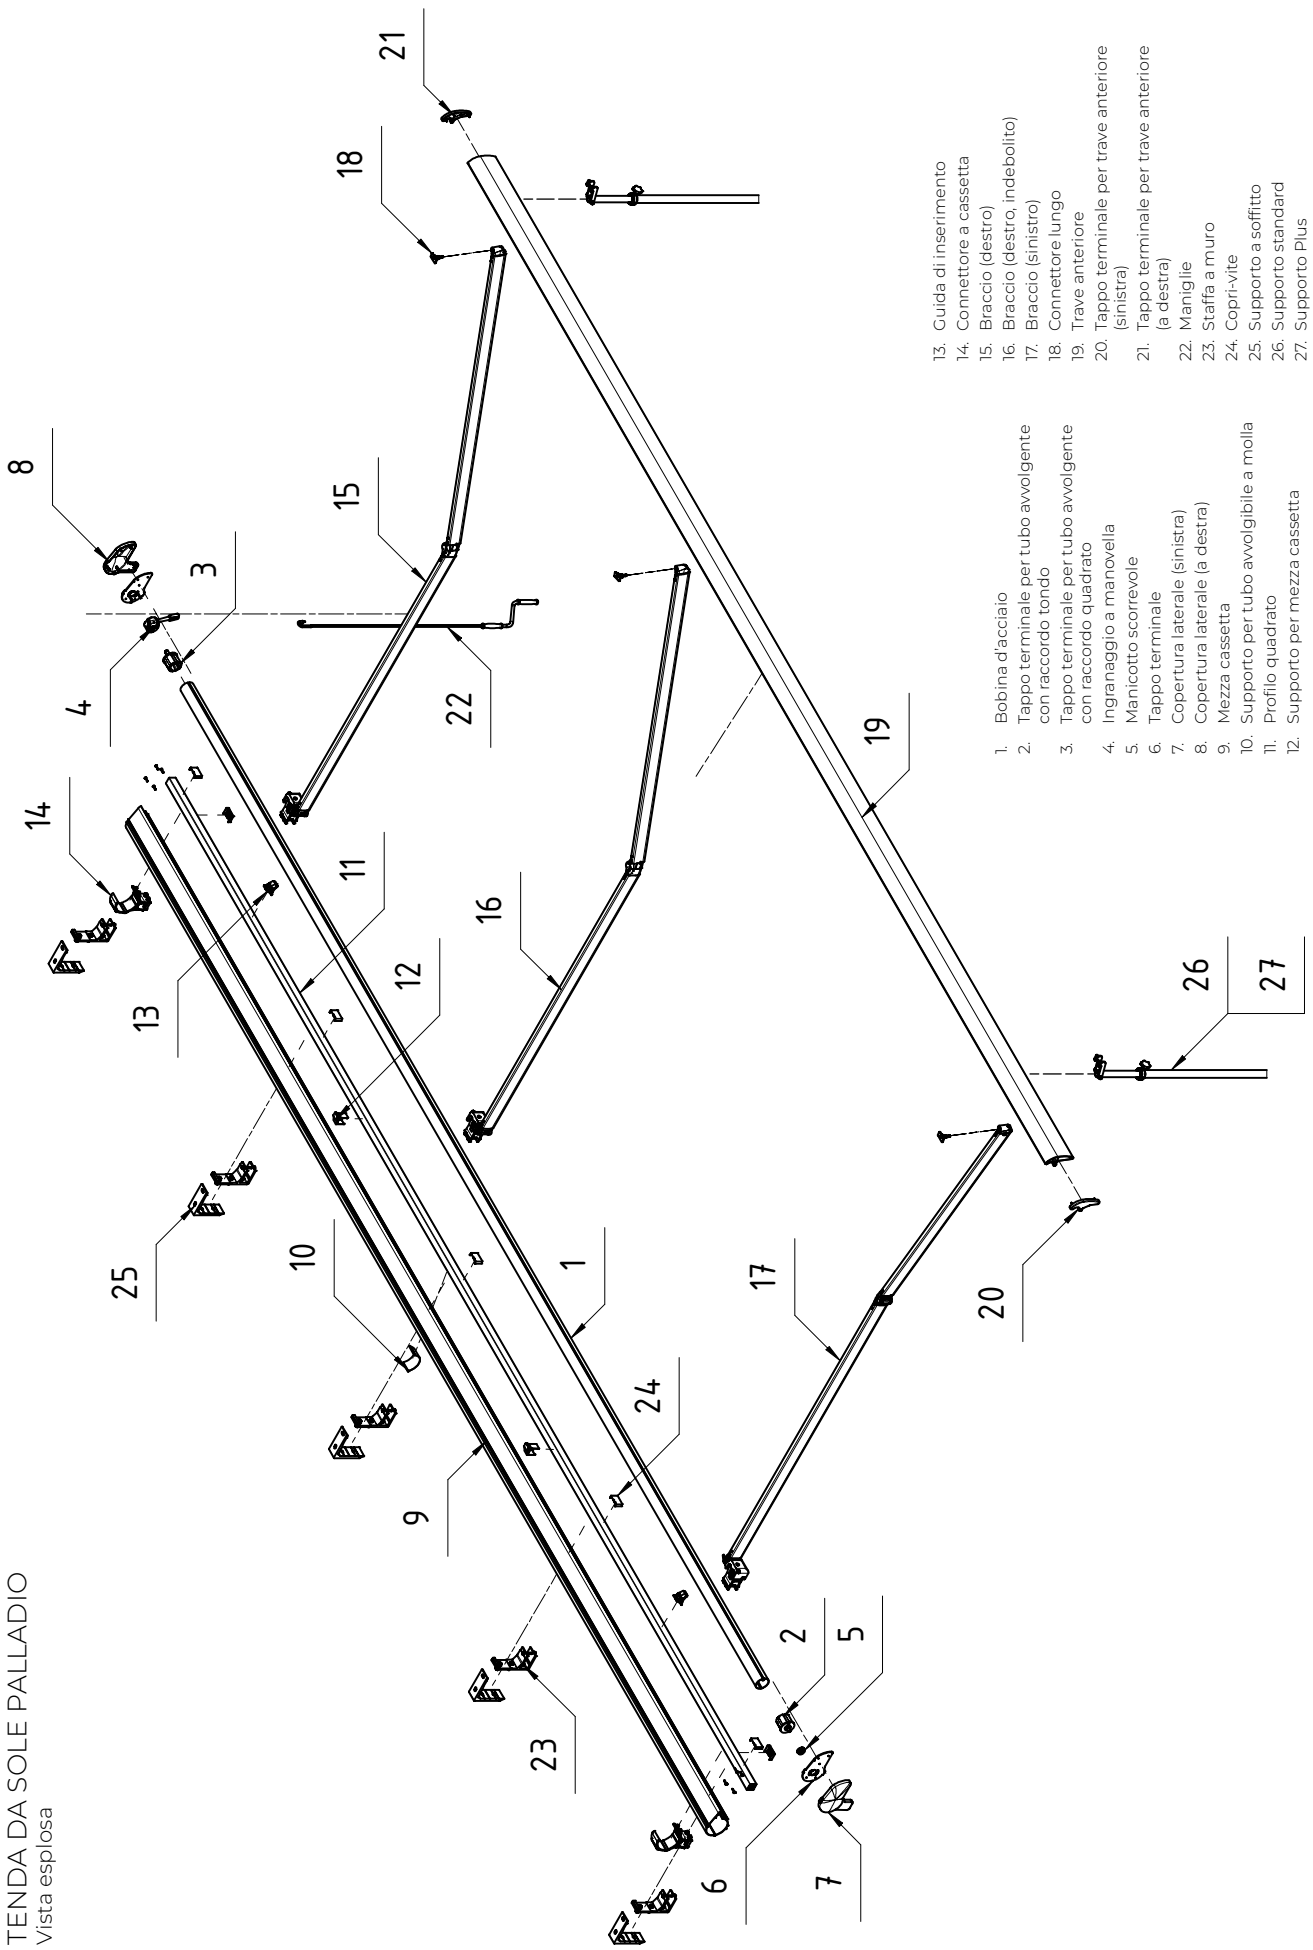 TENDA DA SOLE PALLADIO
Vista esplosa
8
14
4
3
21
18
15
22
13
11
12
25
16
10
1
19
9
24
26
27
17
20
23
2
5
6
7
1. Bobina d'acciaio
2. Tappo terminale per tubo avvolgente
con raccordo tondo
3. Tappo terminale per tubo avvolgente
con raccordo quadrato
4. Ingranaggio a manovella
5. Manicotto scorrevole
6. Tappo terminale
7. Copertura laterale (sinistra)
8. Copertura laterale (a destra)
9. Mezza cassetta
10. Supporto per tubo avvolgibile a molla
11. Profilo quadrato
12. Supporto per mezza cassetta
13. Guida di inserimento
14. Connettore a cassetta
15. Braccio (destro)
16. Braccio (destro, indebolito)
17. Braccio (sinistro)
18. Connettore lungo
19. Trave anteriore
20. Tappo terminale per trave anteriore
(sinistra)
21. Tappo terminale per trave anteriore
(a destra)
22. Maniglie
23. Staffa a muro
24. Copri-vite
25. Supporto a soffitto
26. Supporto standard
27. Supporto Plus